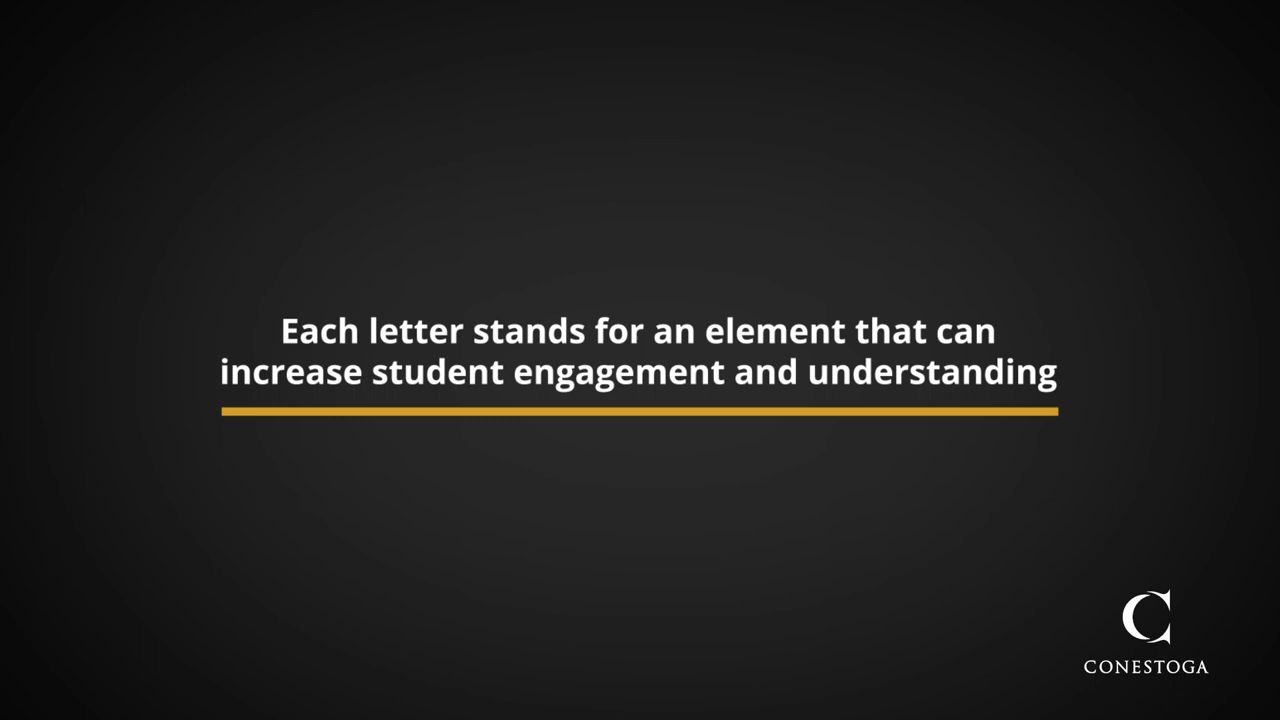 Each letter stands for an element that can
increase student engagement and understanding
C
CONESTOGA